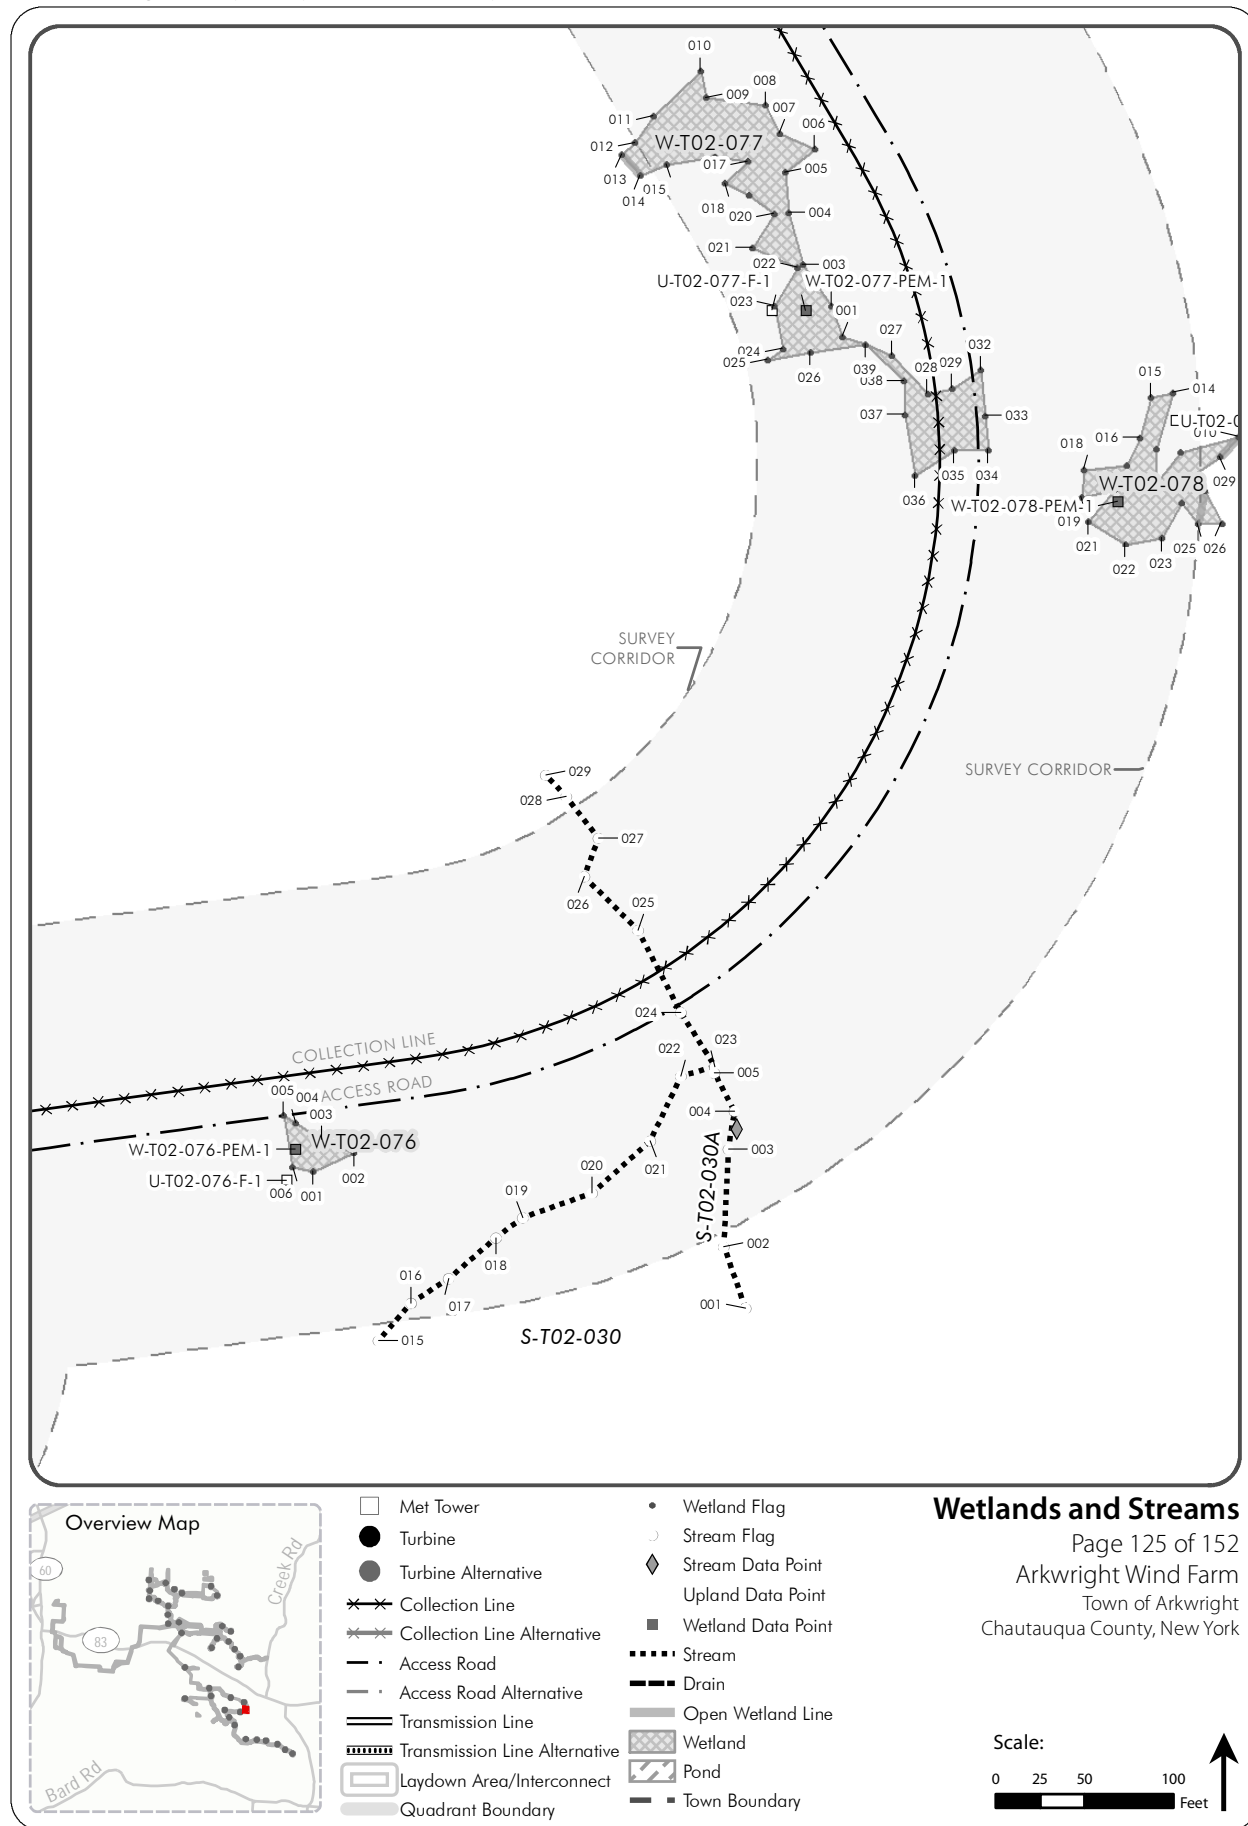 010
008
009
007
011
006
012
W-T02-077
017
005
013
015
014
018
020
004
021
022
003
U-T02-077-F-1
W-T02-077-PEM-1
023
001
027
032
024
025
026
039
028
029
038
015
014
037
033
EU-T02-0
016
018
035
034
W-T02-078
029
036
W-T02-078-PEM-1
019
021
022
023
025
026
SURVEY
CORRIDOR
SURVEY CORRIDOR
029
028
027
026
025
024
COLLECTION LINE
022
023
005
ACCESS ROAD
005
004
003
004
W-T02-076-PEM-1
W-T02-076
003
021
002
U-T02-076-F-1
006
001
020
019
S-T02-030A
018
002
016
017
001
015
S-T02-030
Overview Map
60
83
Creek Rd
Bard Rd
Met Tower
Turbine
Turbine Alternative
Collection Line
Collection Line Alternative
Access Road
Access Road Alternative
Transmission Line
Transmission Line Alternative
Laydown Area/Interconnect
Quadrant Boundary
Wetland Flag
Stream Flag
Stream Data Point
Upland Data Point
Wetland Data Point
Stream
Drain
Open Wetland Line
Wetland
Pond
Town Boundary
Wetlands and Streams
Page 125 of 152
Arkwright Wind Farm
Town of Arkwright
Chautauqua County, New York
Scale:
0 25 50 100
Feet